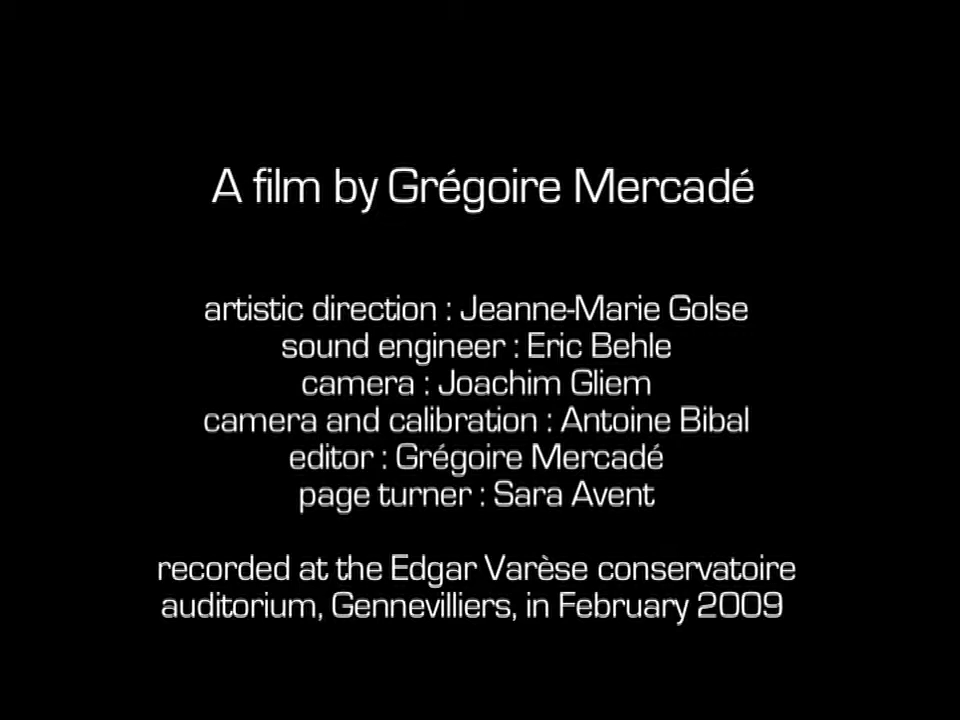 A film by Grégoire Mercadé
artistic direction : Jeanne-Marie Golse
sound engineer : Eric Behle
camera : Joachim Gliem
camera and calibration : Antoine Bibal
editor : Grégoire Mercadé
page turner : Sara Avent
recorded at the Edgar Varèse conservatoire
auditorium, Gennevilliers, in February 2009